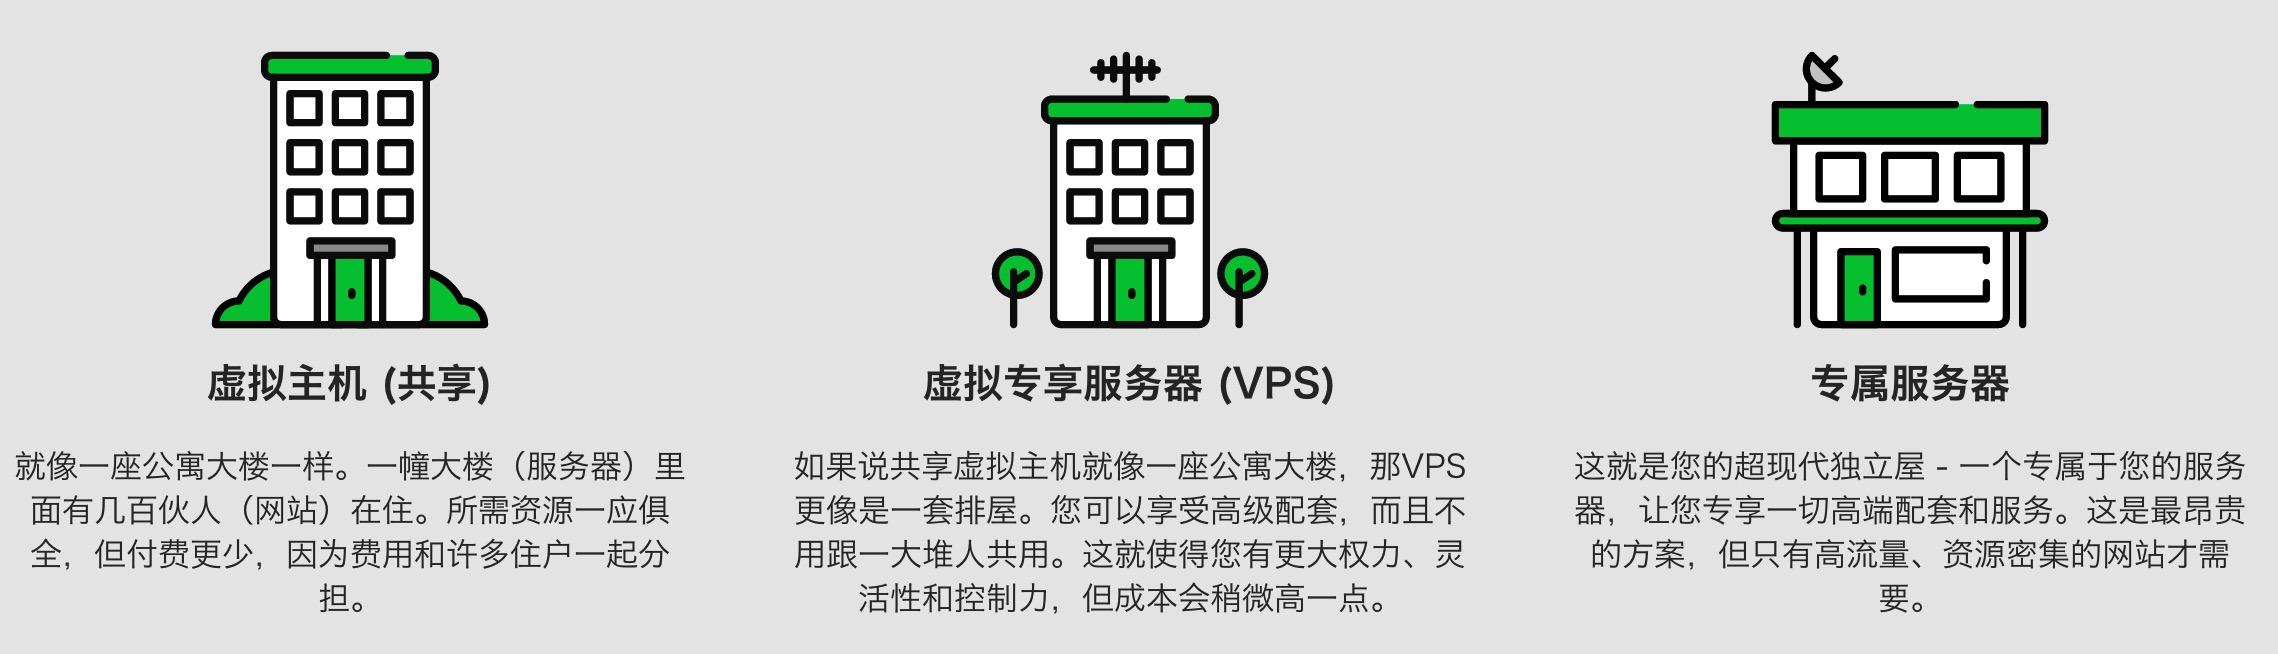 虚拟主机 (共享)
就像一座公寓大楼一样。一幢大楼（服务器）里
面有几百伙人（网站）在住。所需资源一应俱
全，但付费更少，因为费用和许多住户一起分
担。
虚拟专享服务器 (VPS)
如果说共享虚拟主机就像一座公寓大楼，那VPS
更像是一套排屋。您可以享受高级配套，而且不
用跟一大堆人共用。这就使得您有更大权力、灵
活性和控制力，但成本会稍微高一点。
专属服务器
这就是您的超现代独立屋 - 一个专属于您的服务
器，让您专享一切高端配套和服务。这是最昂贵
的方案，但只有高流量、资源密集的网站才需
要。